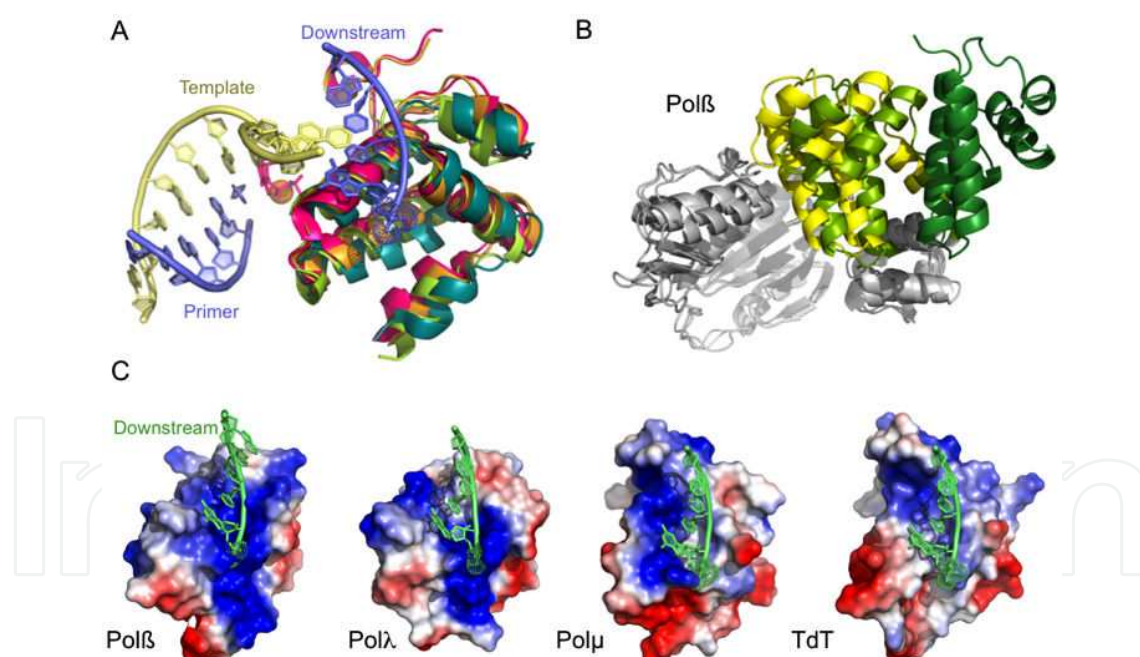 A
Downstream
Template
Primer
B
Polß
C
Downstream
Polß
Polλ
Polμ
TdT